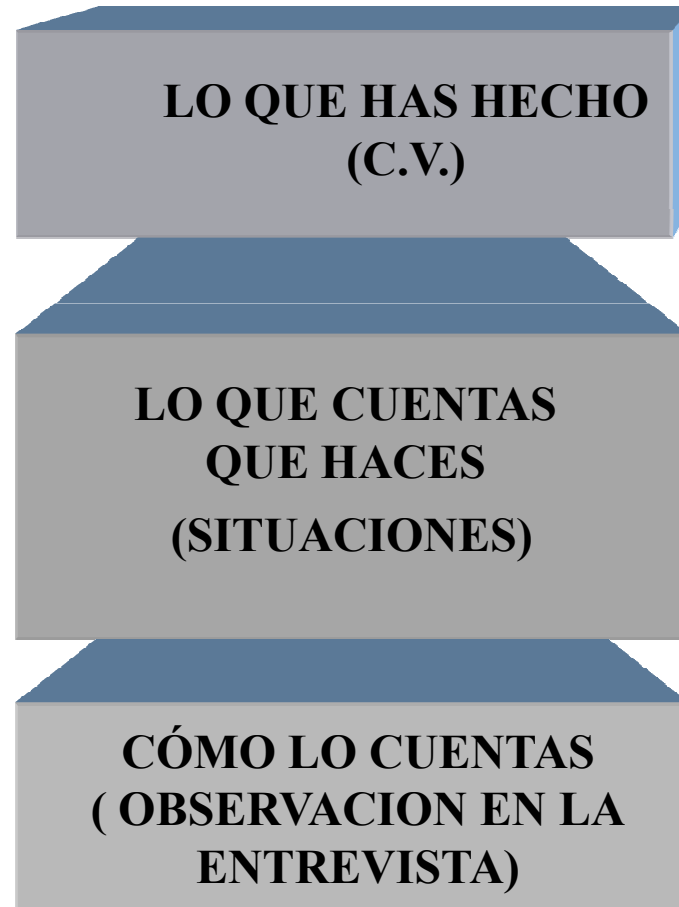 LO QUE HAS HECHO
(C.V.)
LO QUE CUENTAS
QUE HACES
(SITUACIONES)
CÓMO LO CUENTAS
( OBSERVACION EN LA
ENTREVISTA)